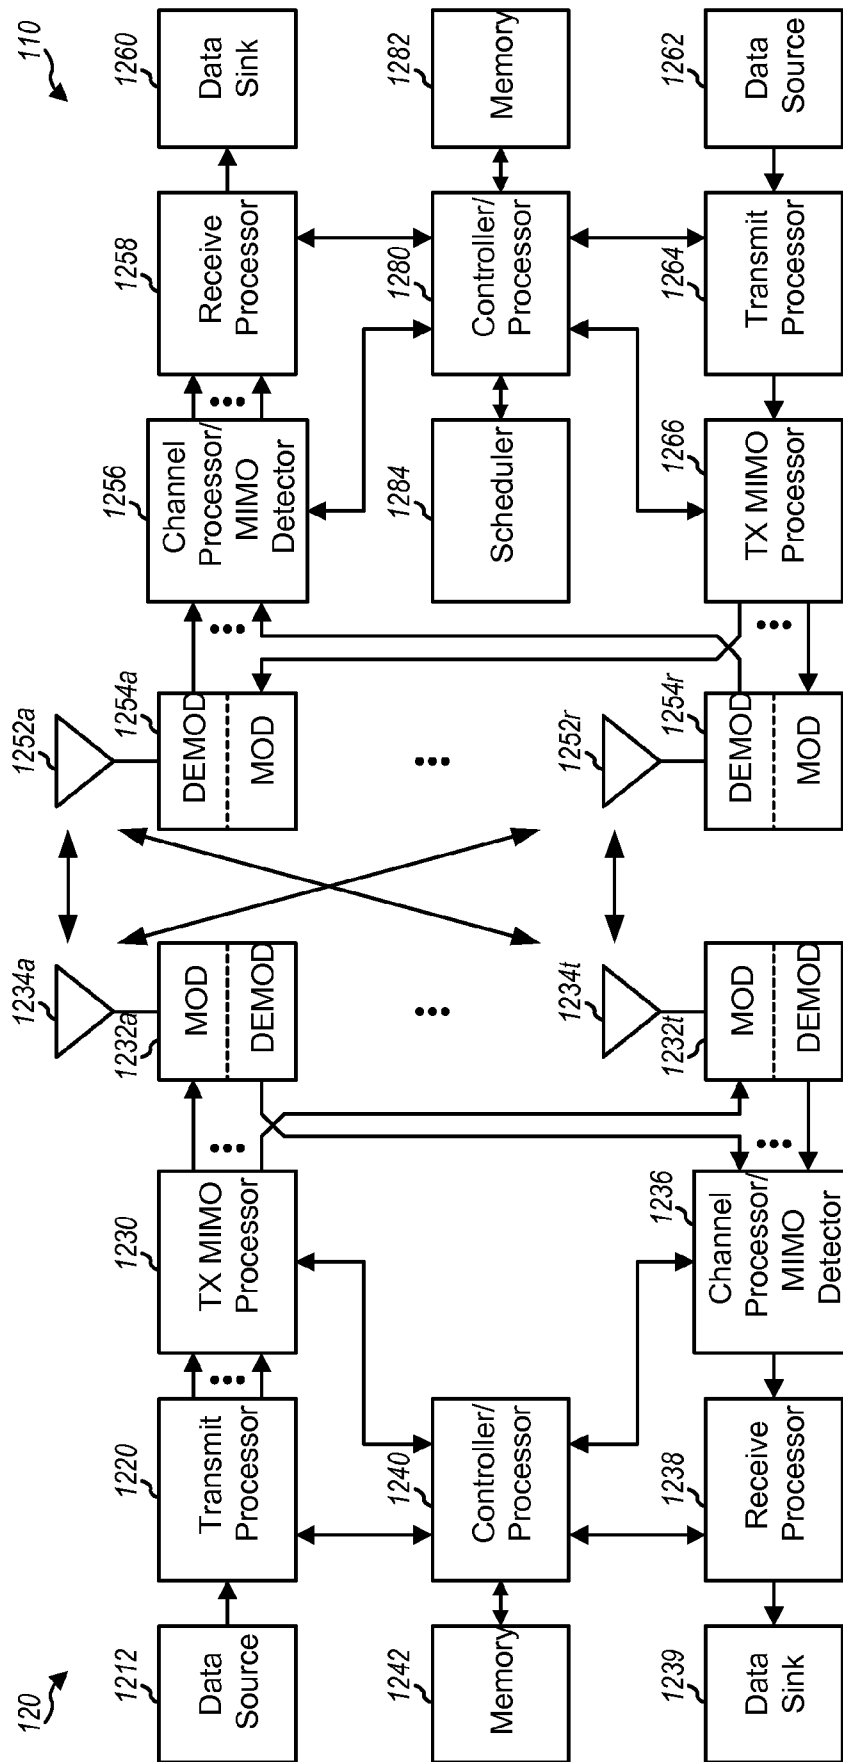 120
1212
Data
Source
1220
Transmit
Processor
1230
TX MIMO
Processor
1232a
MOD
DEMOD
1234a
1242
Memory
1240
Controller/
Processor
1239
Data
Sink
1238
Receive
Processor
1236
Channel
Processor/
MIMO
Detector
1232t
MOD
DEMOD
1234t
110
1252a
1254a
DEMOD
MOD
1256
Channel
Processor/
MIMO
Detector
1258
Receive
Processor
1260
Data
Sink
1284
Scheduler
1280
Controller/
Processor
1282
Memory
1252r
1254r
DEMOD
MOD
1266
TX MIMO
Processor
1264
Transmit
Processor
1262
Data
Source